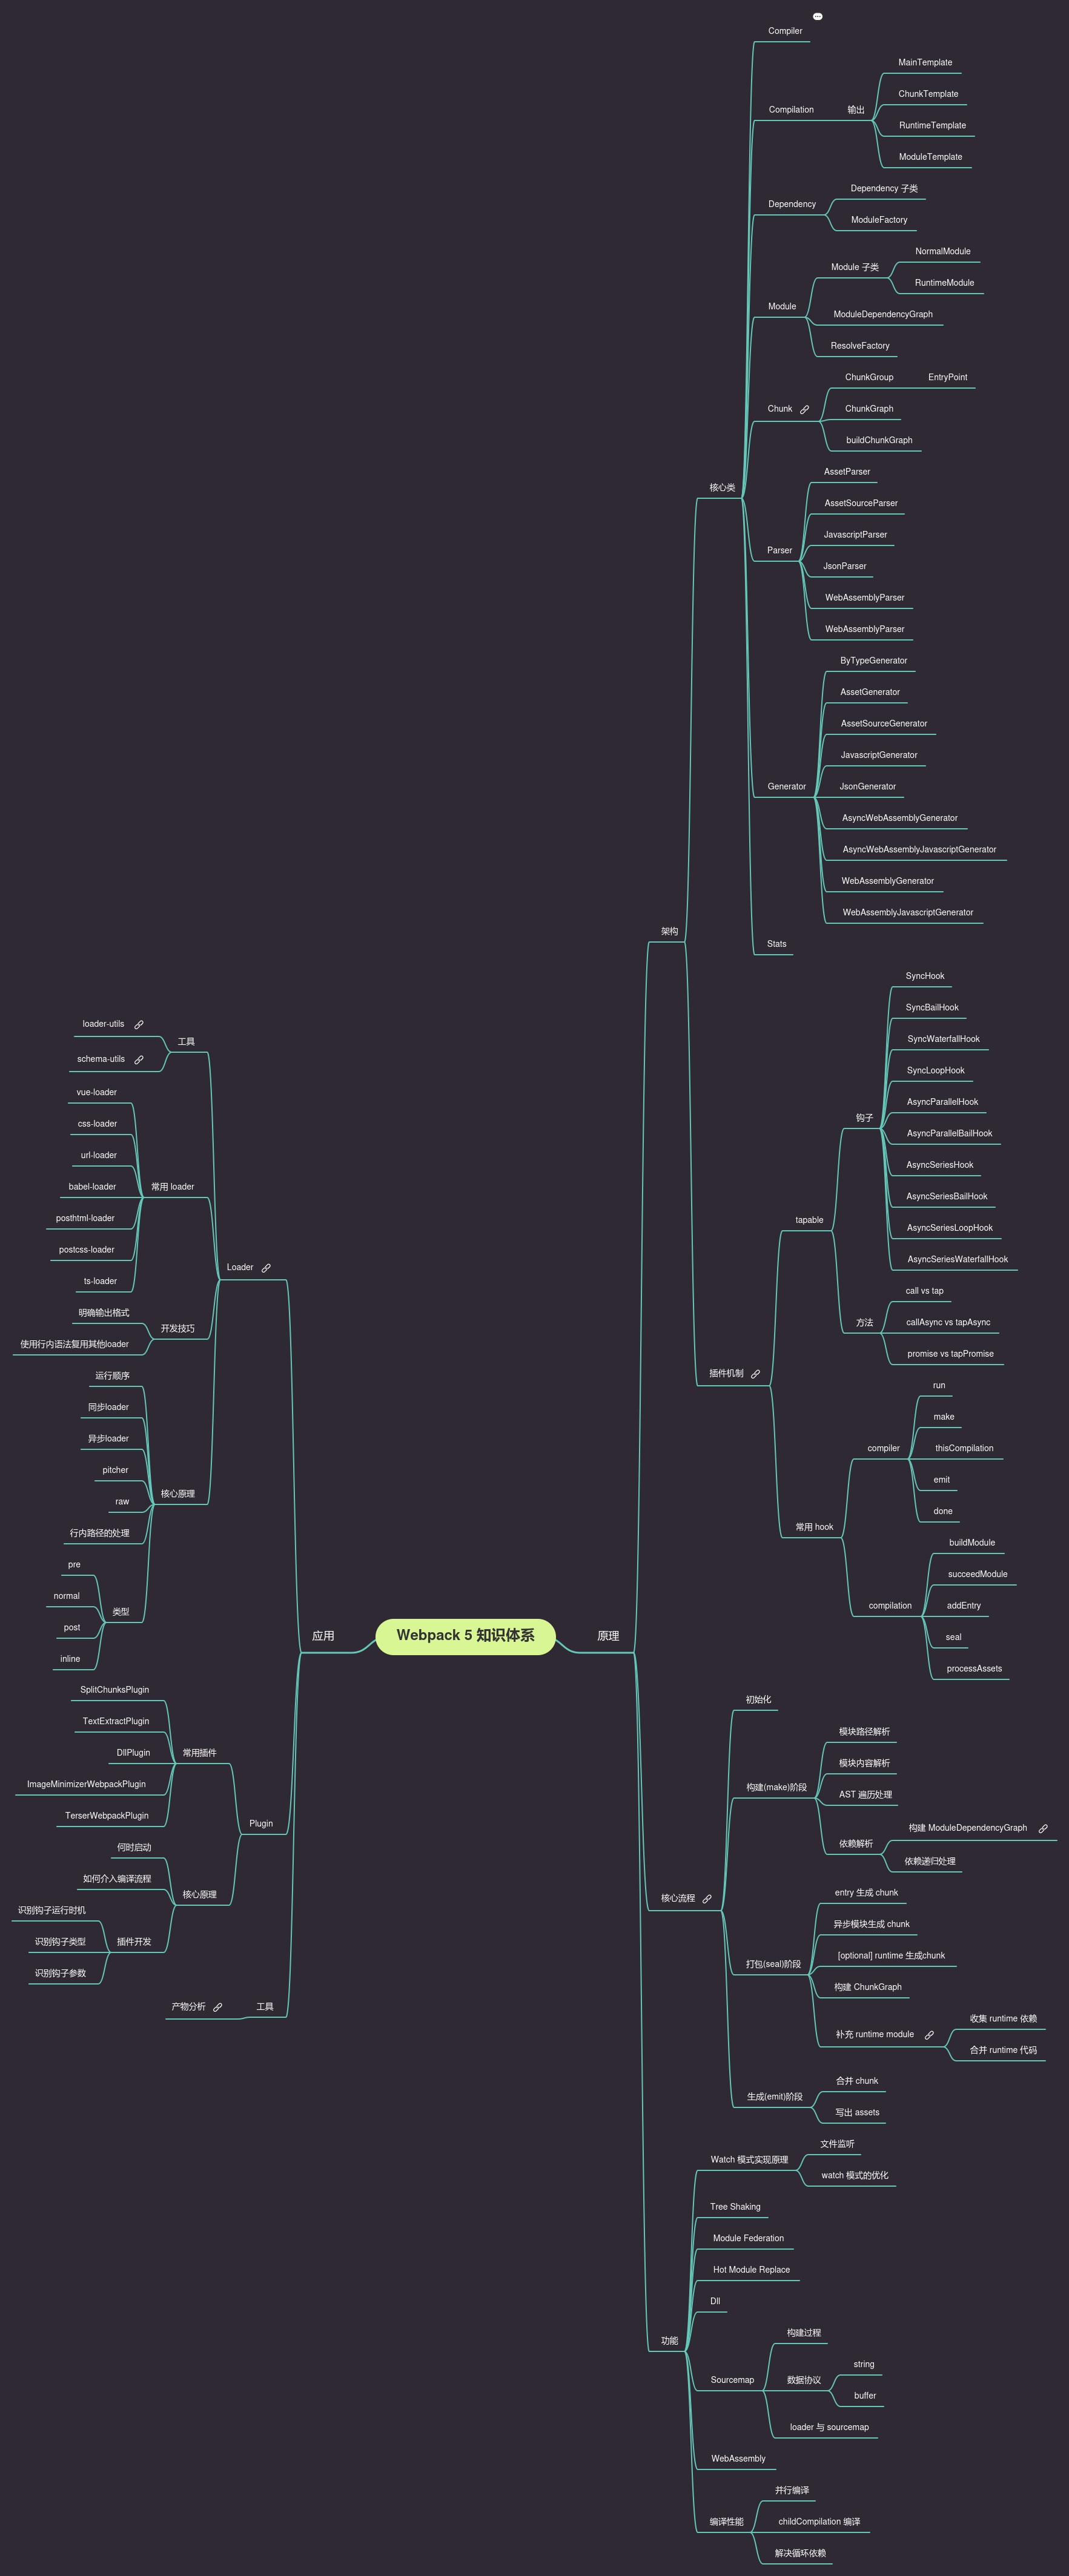 Webpack 5 知识体系
应用
Loader
工具
loader-utils
schema-utils
常用 loader
vue-loader
css-loader
url-loader
babel-loader
posthtml-loader
postcss-loader
ts-loader
开发技巧
明确输出格式
使用行内语法复用其他loader
核心原理
运行顺序
同步loader
异步loader
pitcher
raw
行内路径的处理
类型
pre
normal
post
inline
Plugin
常用插件
SplitChunksPlugin
TextExtractPlugin
DllPlugin
ImageMinimizerWebpackPlugin
TerserWebpackPlugin
核心原理
何时启动
如何介入编译流程
插件开发
识别钩子运行时机
识别钩子类型
识别钩子参数
工具
产物分析
原理
架构
核心类
Compiler
Compilation
输出
MainTemplate
ChunkTemplate
RuntimeTemplate
ModuleTemplate
Dependency
Dependency 子类
ModuleFactory
Module
Module 子类
NormalModule
RuntimeModule
ModuleDependencyGraph
ResolveFactory
Chunk
ChunkGroup
EntryPoint
ChunkGraph
buildChunkGraph
Parser
AssetParser
AssetSourceParser
JavascriptParser
JsonParser
WebAssemblyParser
WebAssemblyParser
Generator
ByTypeGenerator
AssetGenerator
AssetSourceGenerator
JavascriptGenerator
JsonGenerator
AsyncWebAssemblyGenerator
AsyncWebAssemblyJavascriptGenerator
WebAssemblyGenerator
WebAssemblyJavascriptGenerator
Stats
插件机制
tapable
钩子
SyncHook
SyncBailHook
SyncWaterfallHook
SyncLoopHook
AsyncParallelHook
AsyncParallelBailHook
AsyncSeriesHook
AsyncSeriesBailHook
AsyncSeriesLoopHook
AsyncSeriesWaterfallHook
方法
call vs tap
callAsync vs tapAsync
promise vs tapPromise
常用 hook
compiler
run
make
thisCompilation
emit
done
compilation
buildModule
succeedModule
addEntry
seal
processAssets
核心流程
初始化
构建(make)阶段
模块路径解析
模块内容解析
AST 遍历处理
依赖解析
构建 ModuleDependencyGraph
依赖递归处理
打包(seal)阶段
entry 生成 chunk
异步模块生成 chunk
[optional] runtime 生成chunk
构建 ChunkGraph
补充 runtime module
收集 runtime 依赖
合并 runtime 代码
生成(emit)阶段
合并 chunk
写出 assets
功能
Watch 模式实现原理
文件监听
watch 模式的优化
Tree Shaking
Module Federation
Hot Module Replace
Dll
Sourcemap
构建过程
数据协议
string
buffer
loader 与 sourcemap
WebAssembly
编译性能
并行编译
childCompilation 编译
解决循环依赖